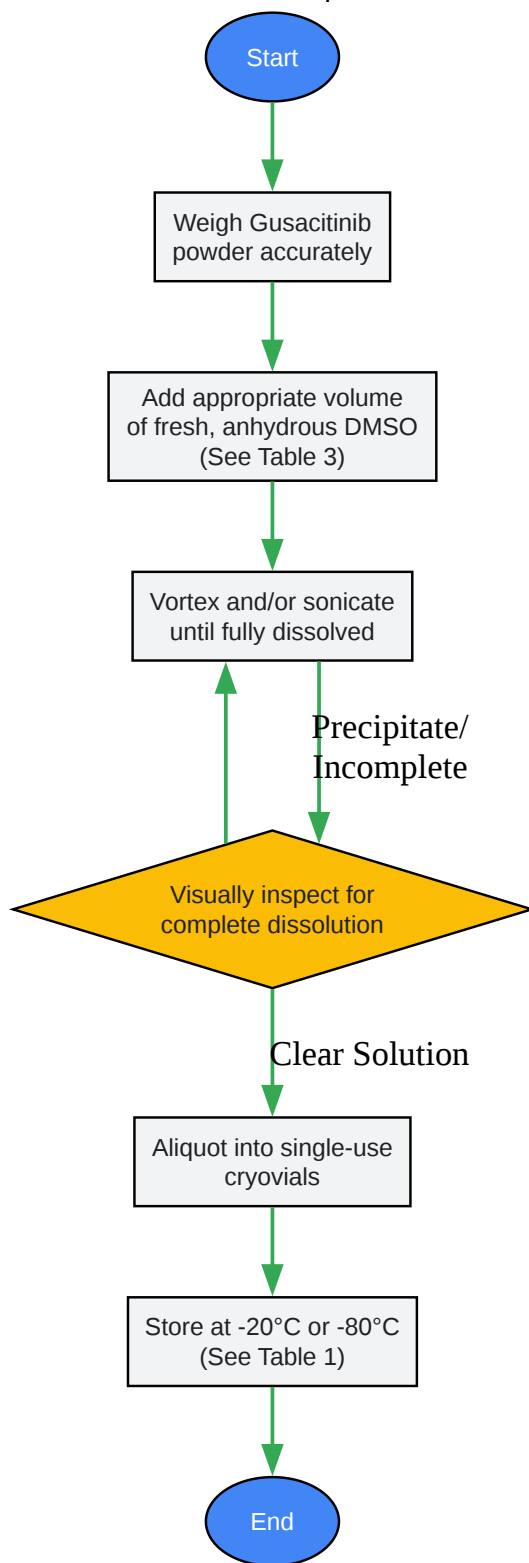 Start
Weigh Gusacitinib
powder accurately
Add appropriate volume
of fresh, anhydrous DMSO
(See Table 3)
Vortex and/or sonicate
until fully dissolved
Precipitate/
Incomplete
Visually inspect for
complete dissolution
Clear Solution
Aliquot into single-use
cryovials
Store at -20°C or -80°C
(See Table 1)
End